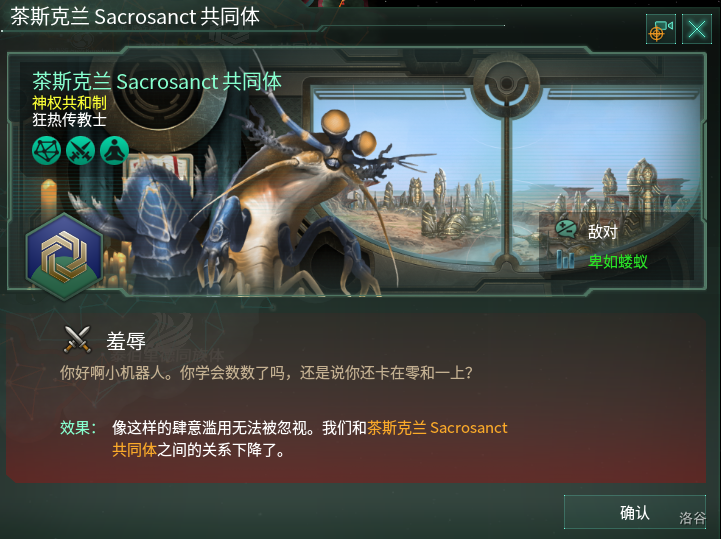 茶斯克兰 Sacrosanct 共同体
茶斯克兰 Sacrosanct 共同体
神权共和制
狂热传教士
敌对
卑如蝼蚁
羞辱
你好啊小机器人。你学会数数了吗，还是说你还卡在零和一上？
效果： 像这样的肆意滥用无法被忽视。我们和茶斯克兰 Sacrosanct
共同体之间的关系下降了。
确认
洛谷